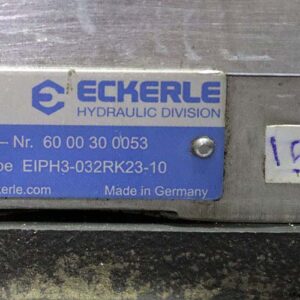 ECKERLE
HYDRAULIC DIVISION
– Nr. 60 00 30 0053
pe EIPH3-032RK23-10
kerle.com Made in Germany